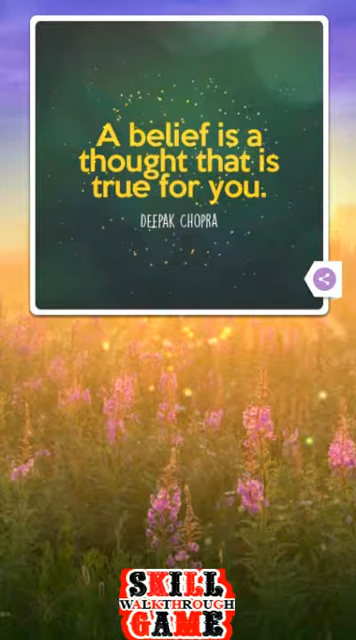 A belief is a
thought that is
true for you.
DEEPAK CHOPRA
SKILL
WALKTHROUGH
GAME